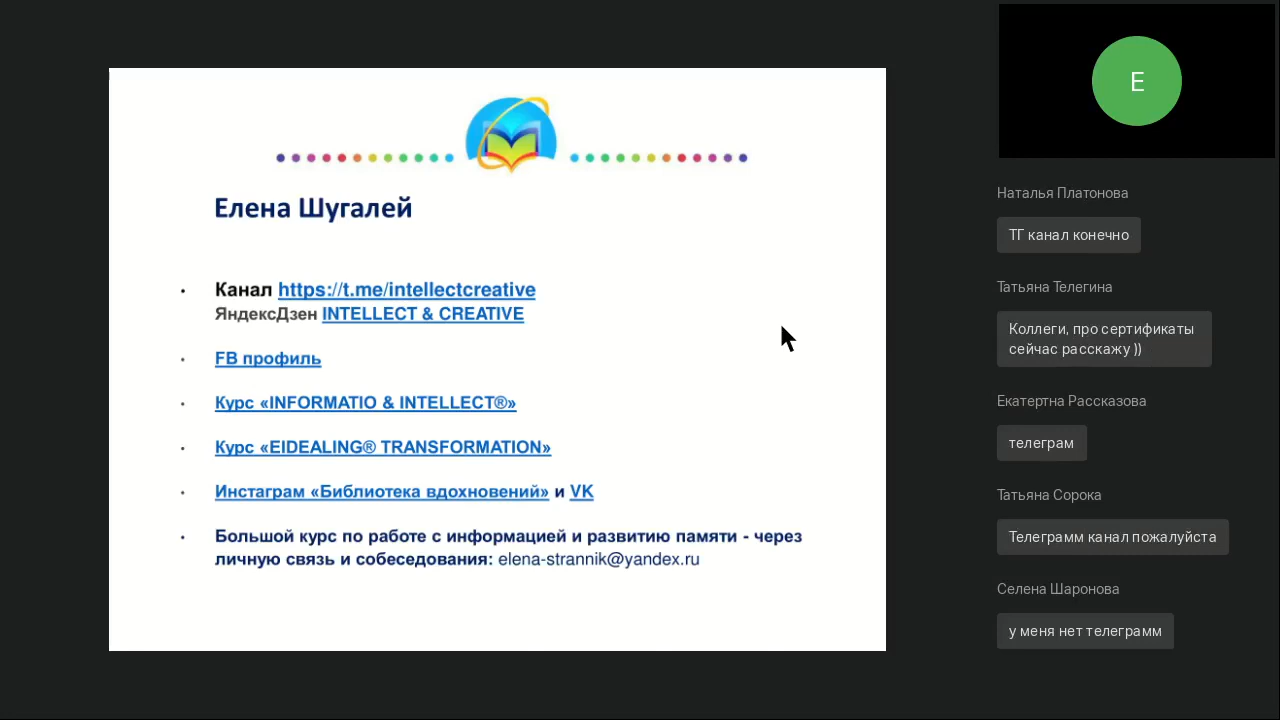 Елена Шугалей
• Канал https://t.me/intellectcreative
ЯндексДзен INTELLECT & CREATIVE
• FB профиль
• Курс «INFORMATIO & INTELLECT®»
• Курс «EIDEALING® TRANSFORMATION»
• Инстаграм «Библиотека вдохновений» и VK
• Большой курс по работе с информацией и развитию памяти - через
личную связь и собеседования: elena-strannik@yandex.ru
E
Наталья Платонова
ТГ канал конечно
Татьяна Телегина
Коллеги, про сертификаты
сейчас расскажу ))
Екатертна Рассказова
телеграм
Татьяна Сорока
Телеграмм канал пожалуйста
Селена Шаронова
у меня нет телеграмм